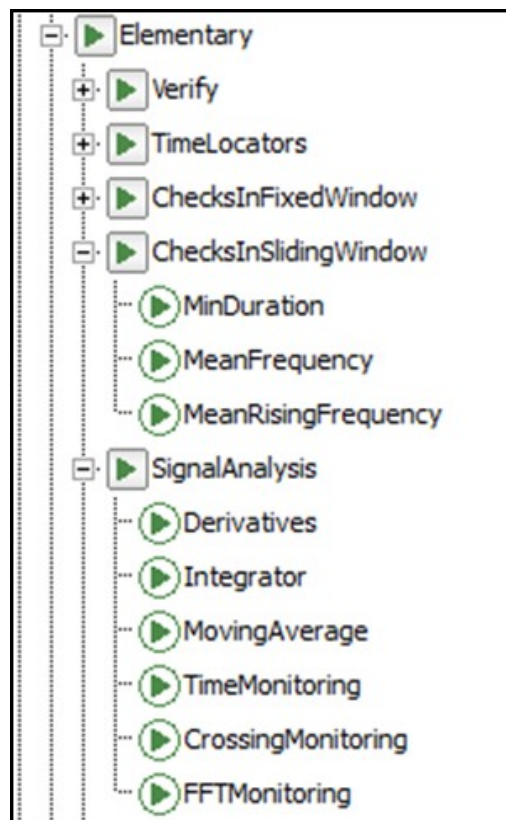 Elementary
Verify
TimeLocators
ChecksInFixedWindow
ChecksInSlidingWindow
MinDuration
MeanFrequency
MeanRisingFrequency
SignalAnalysis
Derivatives
Integrator
MovingAverage
TimeMonitoring
CrossingMonitoring
FFTMonitoring